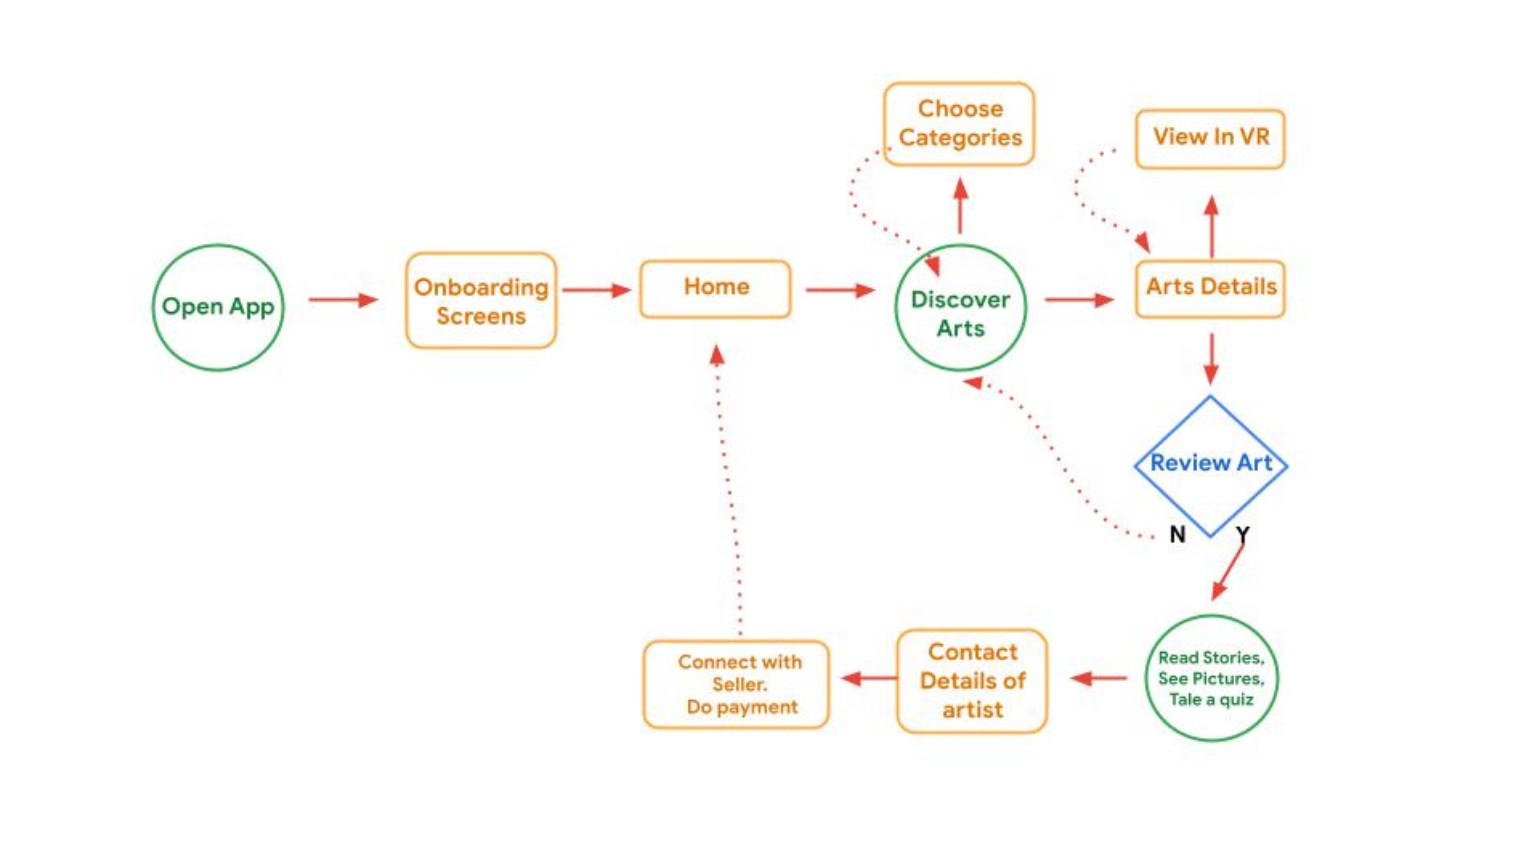 Choose
Categories
View In VR
Open App
Onboarding
Screens
Home
Discover
Arts
Arts Details
Review Art
N
Y
Connect with
Seller.
Do payment
Contact
Details of
artist
Read Stories,
See Pictures,
Tale a quiz